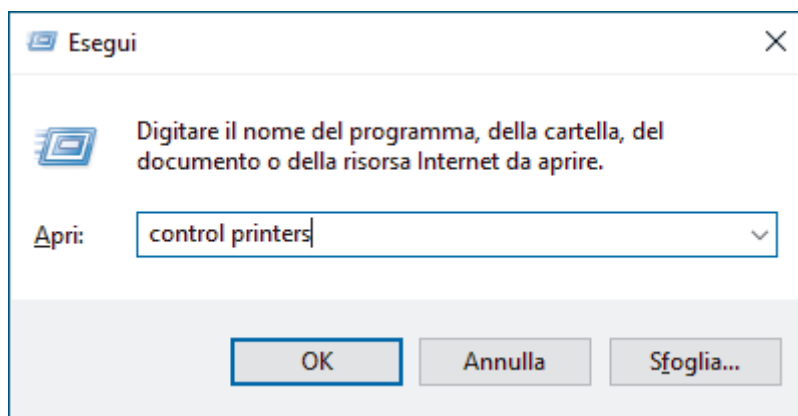 Esegui
Digitare il nome del programma, della cartella, del
documento o della risorsa Internet da aprire.
Apri: control printers
OK Annulla Sfoglia...